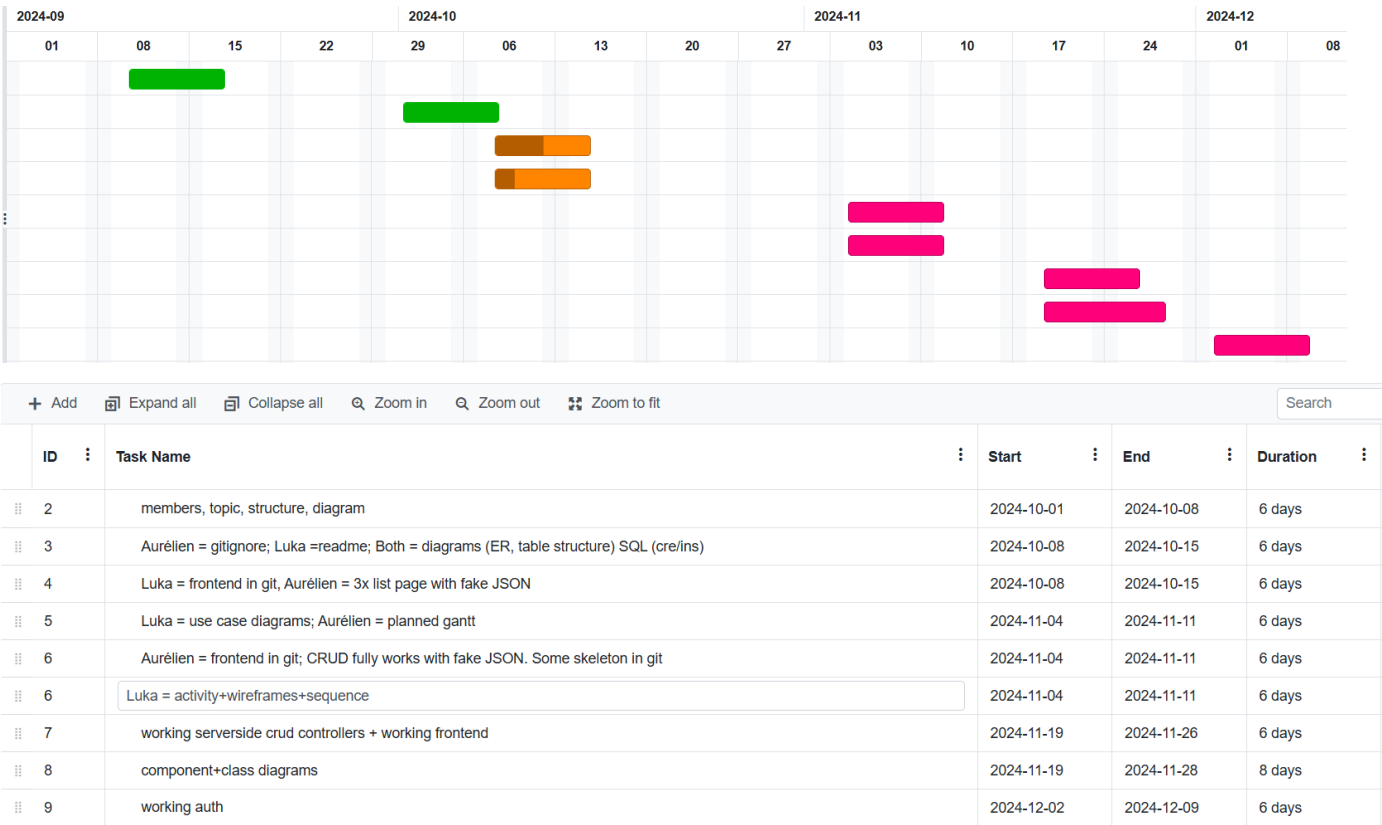 2024-09 2024-10 2024-11 2024-12
01 08 15 22 29 06 13 20 27 03 10 17 24 01 08
Add Expand all Collapse all Zoom in Zoom out Zoom to fit Search
ID Task Name Start End Duration
2 members, topic, structure, diagram 2024-10-01 2024-10-08 6 days
3 Aurélien = gitignore; Luka =readme; Both = diagrams (ER, table structure) SQL (cre/ins) 2024-10-08 2024-10-15 6 days
4 Luka = frontend in git, Aurélien = 3x list page with fake JSON 2024-10-08 2024-10-15 6 days
5 Luka = use case diagrams; Aurélien = planned gantt 2024-11-04 2024-11-11 6 days
6 Aurélien = frontend in git; CRUD fully works with fake JSON. Some skeleton in git 2024-11-04 2024-11-11 6 days
6 Luka = activity+wireframes+sequence 2024-11-04 2024-11-11 6 days
7 working serverside crud controllers + working frontend 2024-11-19 2024-11-26 6 days
8 component+class diagrams 2024-11-19 2024-11-28 8 days
9 working auth 2024-12-02 2024-12-09 6 days